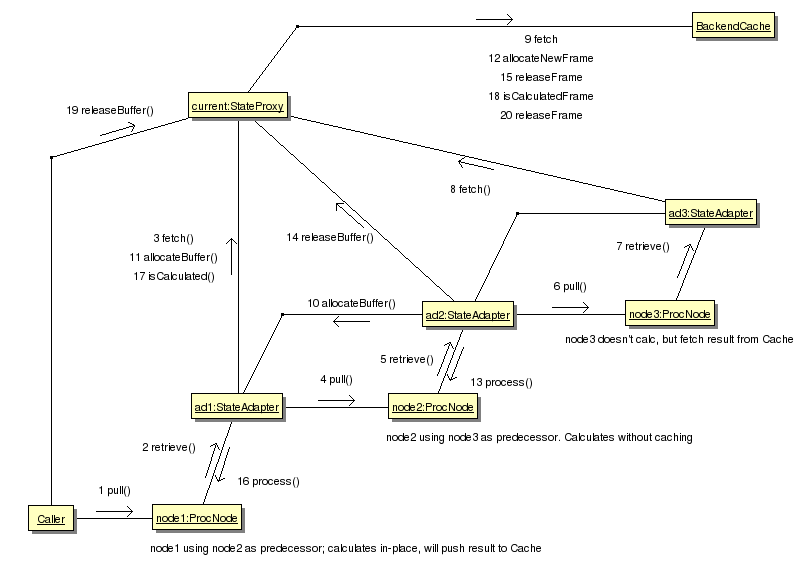 BackendCache
9 fetch
12 allocateNewFrame
15 releaseFrame
18 isCalculatedFrame
20 releaseFrame
current:StateProxy
19 releaseBuffer()
8 fetch()
ad3:StateAdapter
3 fetch()
11 allocateBuffer()
17 isCalculated()
14 releaseBuffer()
7 retrieve()
6 pull()
10 allocateBuffer()
ad2:StateAdapter
node3:ProcNode
node3 doesn't calc, but fetch result from Cache
5 retrieve()
4 pull()
13 process()
ad1:StateAdapter
node2:ProcNode
node2 using node3 as predecessor. Calculates without caching
2 retrieve()
16 process()
1 pull()
Caller
node1:ProcNode
node1 using node2 as predecessor; calculates in-place, will push result to Cache